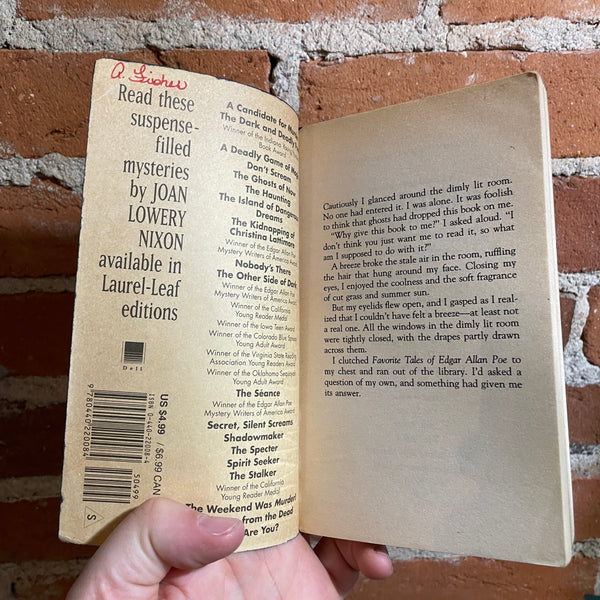 A. Fischer
Read these
suspense-
filled
mysteries
by JOAN
LOWERY
NIXON
available in
Laurel-Leaf
editions
Dell
9780440220084
ISBN 0-440-22008-4
50499
US $4.99 / $6.99 CAN
S
A Candidate for
The Dark and Deadly
Winner of the Indiana
Book Award
A Deadly Game of
Don't Scream
The Ghosts of Now
The Haunting
The Island of Dangerous
Dreams
The Kidnapping of
Christina Lattimore
Winner of the Edgar Allan Poe
Mystery Writers of America Award
Nobody's There
The Other Side of Dark
Winner of the Edgar Allan Poe
Mystery Writers of America Award
Winner of the California
Young Reader Medal
Winner of the Iowa Teen Award
Winner of the Colorado Blue Spruce
Young Adult Award
Winner of the Virginia State Reading
Association Young Readers Award
Winner of the Oklahoma Sequoyah
Young Adult Award
The Séance
Winner of the Edgar Allan Poe
Mystery Writers of America Award
Secret, Silent Screams
Shadowmaker
The Specter
Spirit Seeker
The Stalker
Winner of the California
Young Reader Medal
The Weekend Was Murder!
from the Dead
Are You?
Cautiously I glanced around the dimly lit room.
No one had entered it. I was alone. It was foolish
to think that ghosts had dropped this book on me.
"Why give this book to me?" I asked aloud. "I
don't think you just want me to read it, so what
am I supposed to do with it?"
A breeze broke the stale air in the room, ruffling
the hair that hung around my face. Closing my
eyes, I enjoyed the coolness and the soft fragrance
of cut grass and summer sun.
But my eyelids flew open, and I gasped as I real-
ized that I couldn't have felt a breeze—at least not
a real one. All the windows in the dimly lit room
were tightly closed, with the drapes partly drawn
across them.
I clutched Favorite Tales of Edgar Allan Poe to
my chest and ran out of the library. I'd asked a
question of my own, and something had given me
its answer.